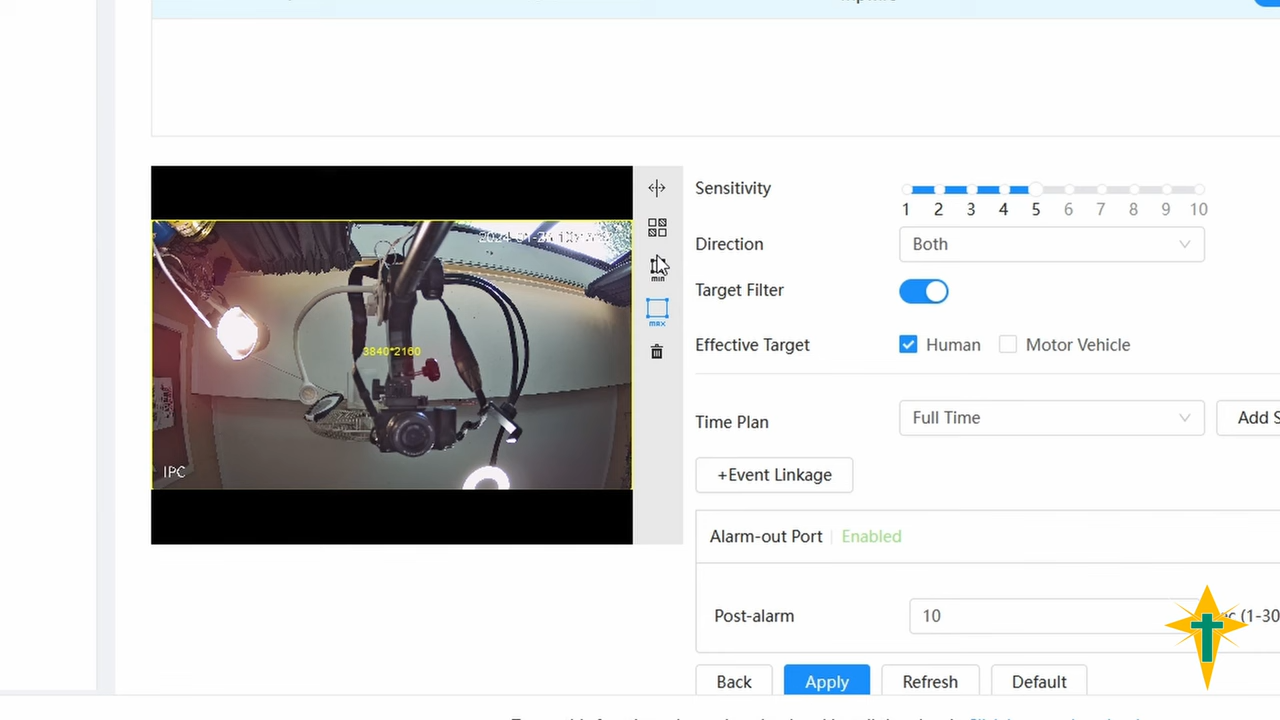 Sensitivity
1 2 3 4 5 6 7 8 9 10
Direction
Both
min
Target Filter
max
Effective Target
Human
Motor Vehicle
3840*2160
Time Plan
Full Time
Add S
IPC
+Event Linkage
Alarm-out Port
Enabled
Post-alarm
10
(1-30
Back
Apply
Refresh
Default